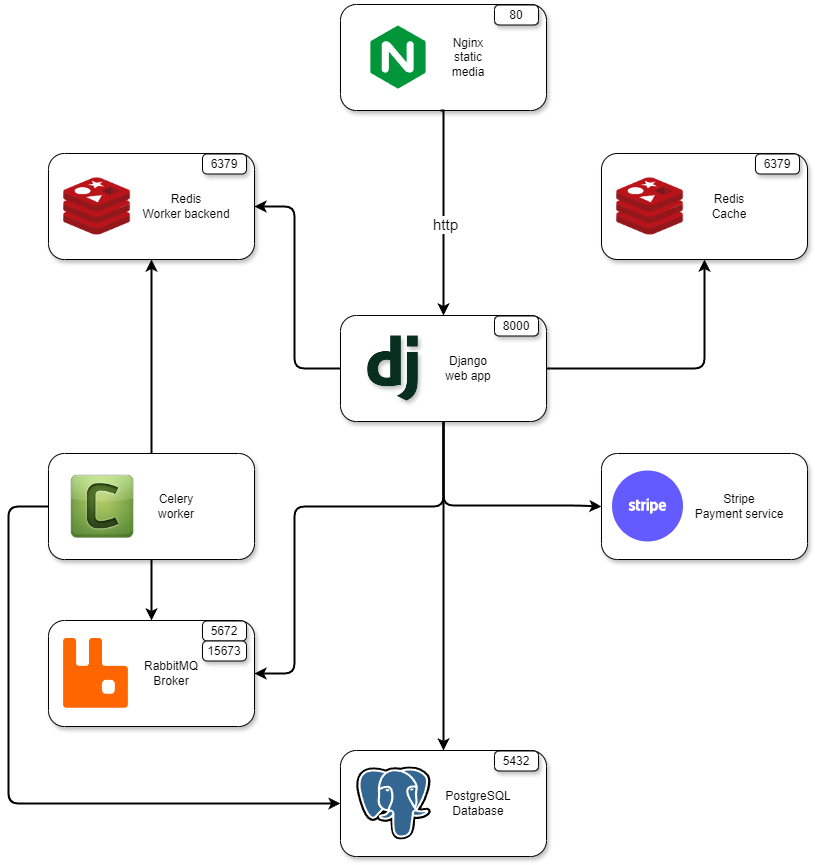 80
Nginx
static
media
6379
Redis
Worker backend
6379
Redis
Cache
http
8000
dj
Django
web app
C
Celery
worker
stripe
Stripe
Payment service
5672
15673
RabbitMQ
Broker
5432
PostgreSQL
Database